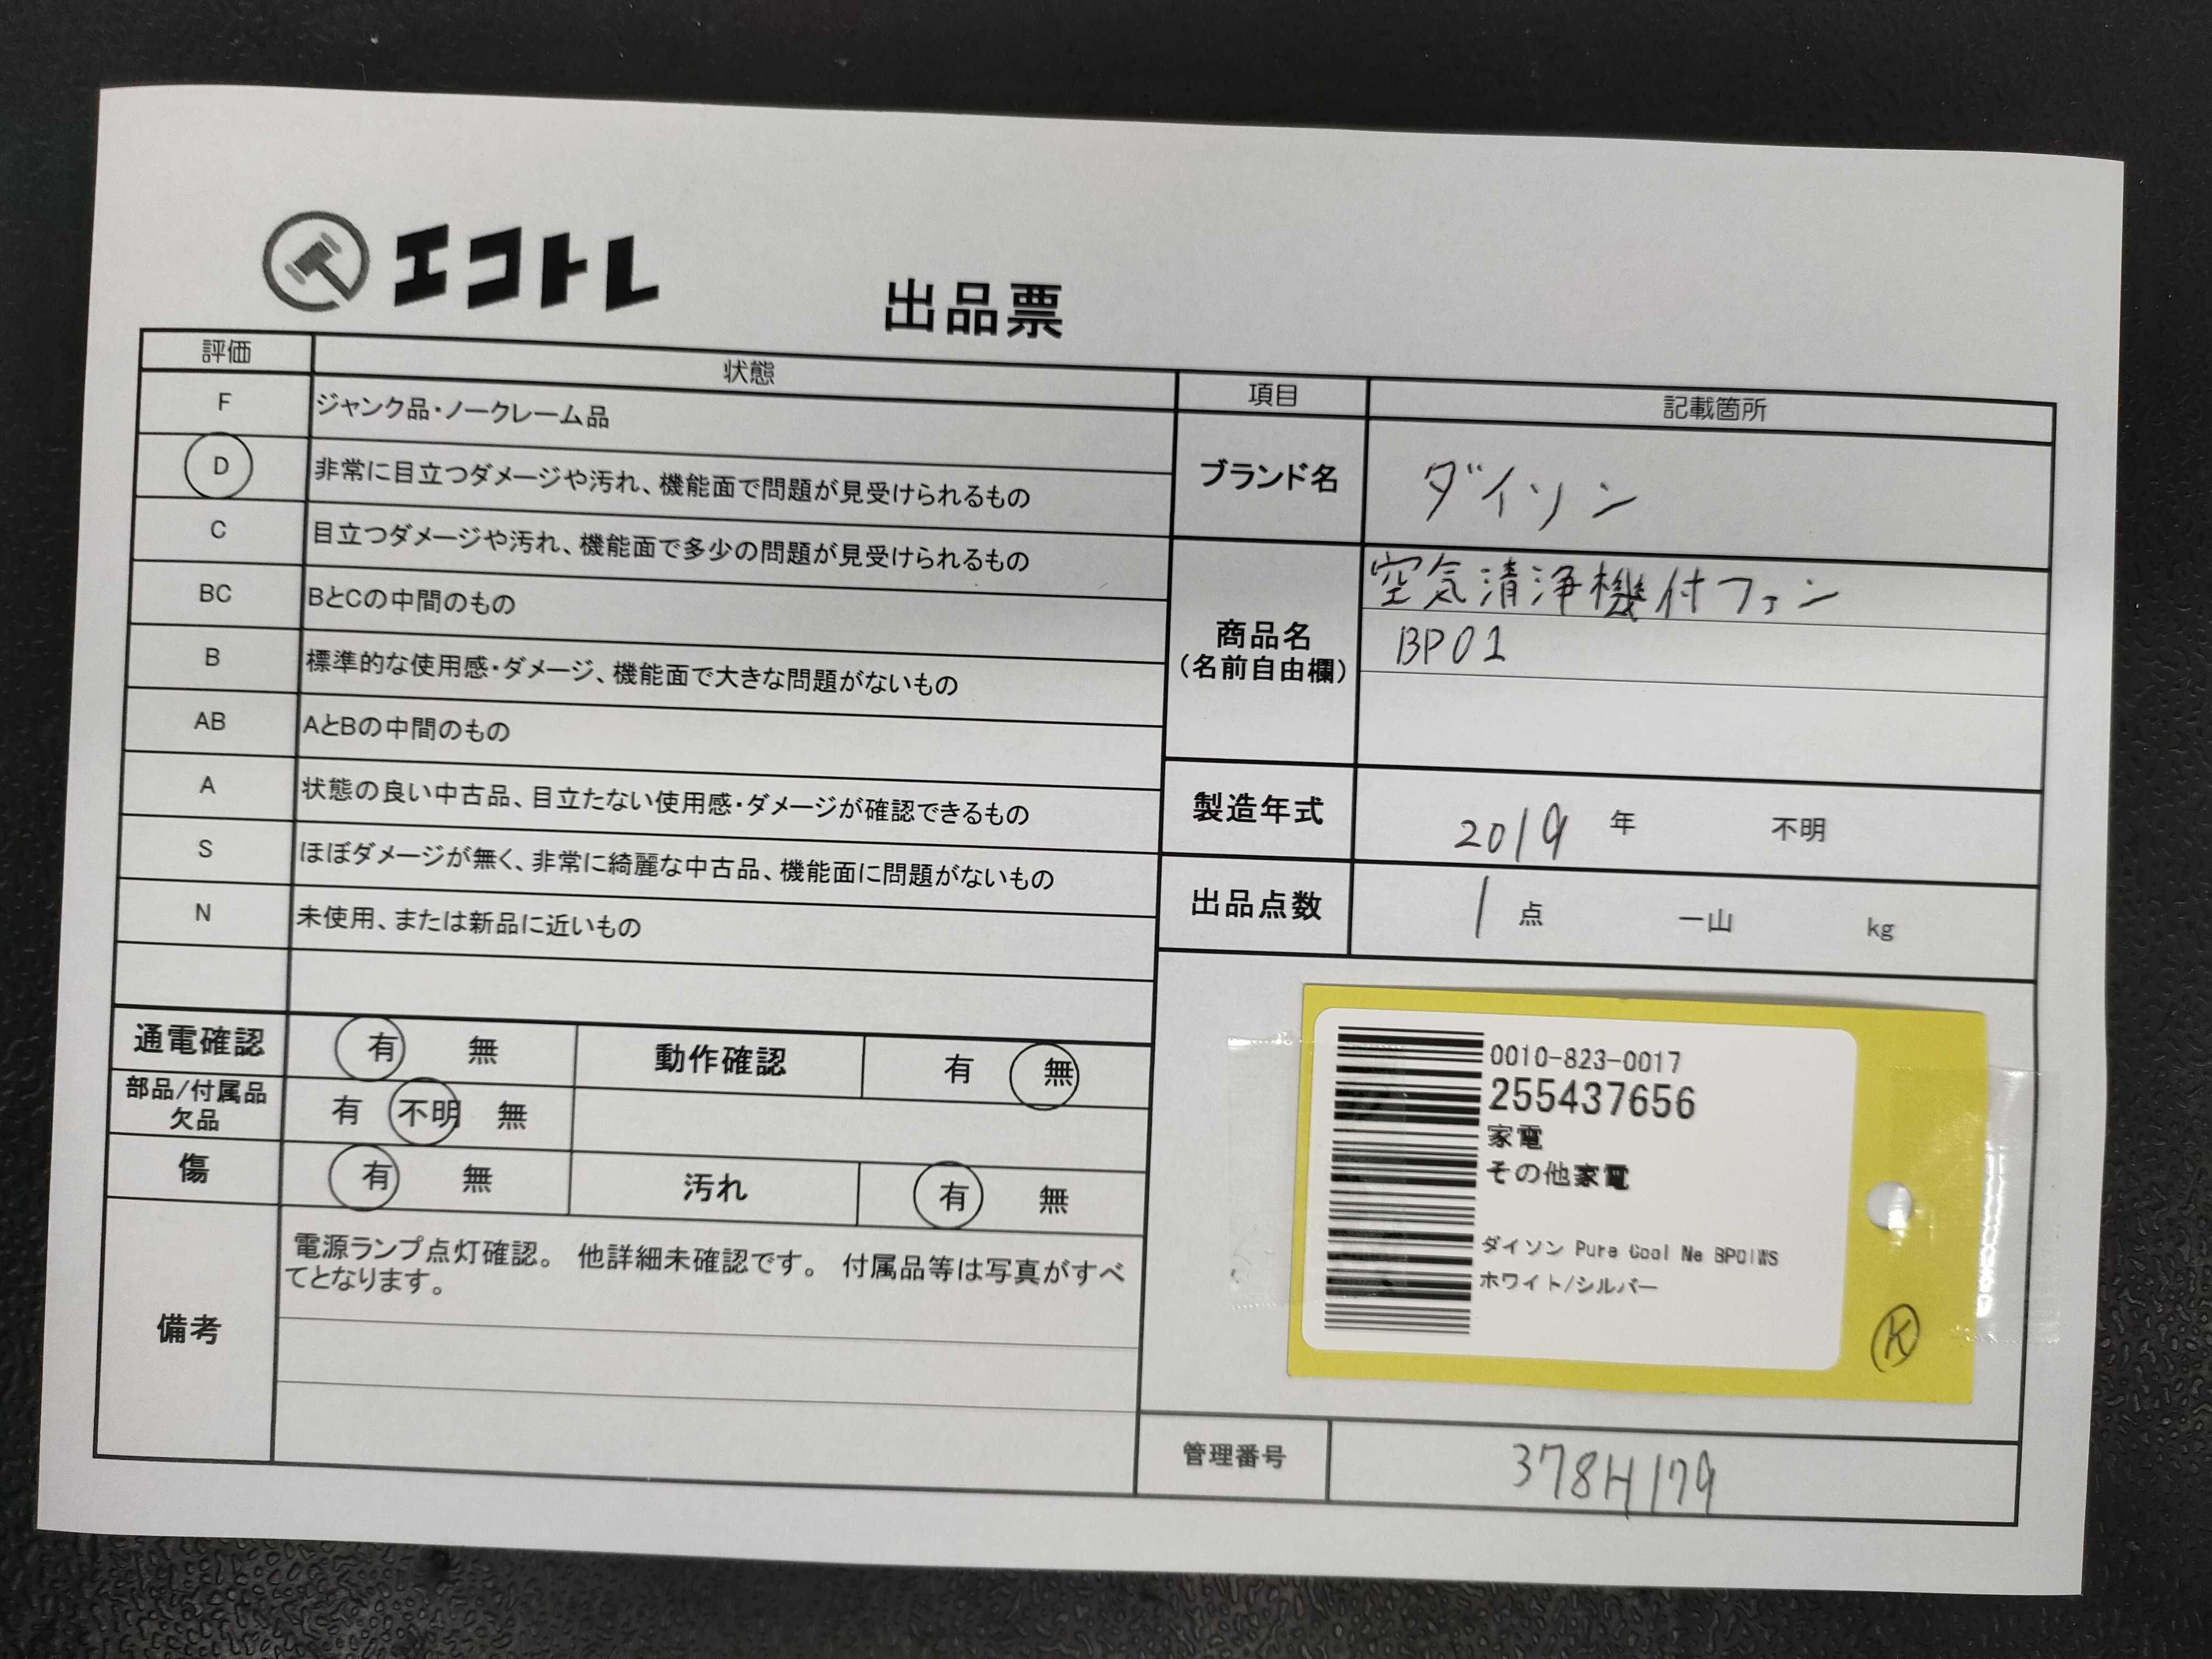 エコトレ
出品票
評価 状態
F ジャンク品・ノークレーム品
D 非常に目立つダメージや汚れ、機能面で問題が見受けられるもの
C 目立つダメージや汚れ、機能面で多少の問題が見受けられるもの
BC BとCの中間のもの
B 標準的な使用感・ダメージ、機能面で大きな問題がないもの
AB AとBの中間のもの
A 状態の良い中古品、目立たない使用感・ダメージが確認できるもの
S ほぼダメージが無く、非常に綺麗な中古品、機能面に問題がないもの
N 未使用、または新品に近いもの
通電確認 有 無 動作確認 有 無
部品/付属品
欠品
有 不明 無
傷 有 無 汚れ 有 無
備考
電源ランプ点灯確認。 他詳細未確認です。 付属品等は写真がすべ
てとなります。
項目 記載箇所
ブランド名 ダイソン
商品名
(名前自由欄)
空気清浄機付ファン
BP01
製造年式 2019 年 不明
出品点数 1 点 一山 kg
0010-823-0017
255437656
家電
その他家電
ダイソン Pure Cool Me BP01WS
ホワイト/シルバー
K
管理番号 378H179